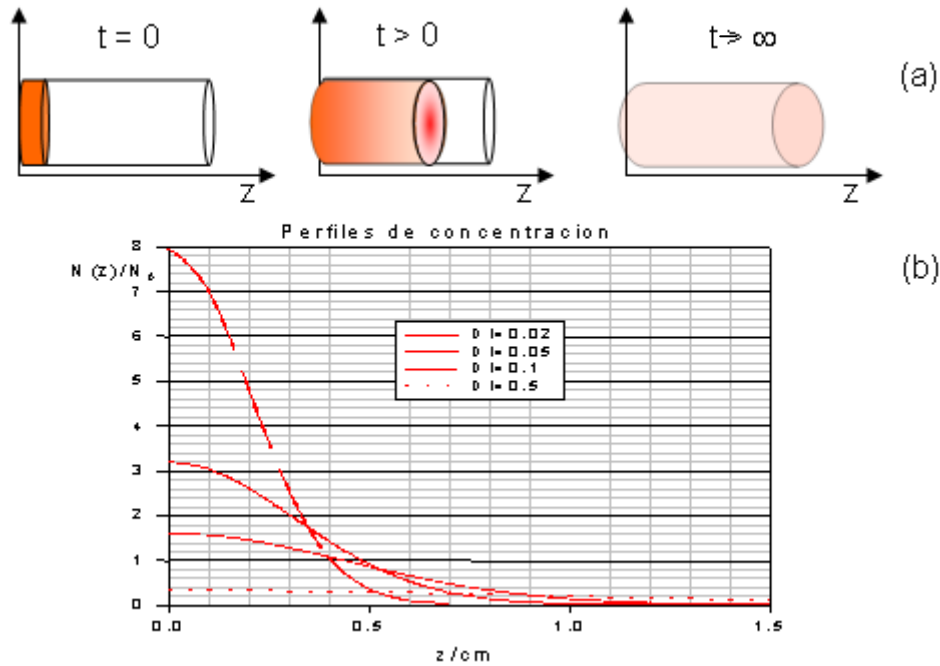 t = 0
t > 0
t → ∞
(a)
Z
Z
Z
Perfiles de concentracion
(b)
N (z)/N₀
8
7
6
5
4
3
2
1
0
D t=0.02
D t=0.05
D t=0.1
D t=0.5
0.0
0.5
1.0
1.5
z/cm